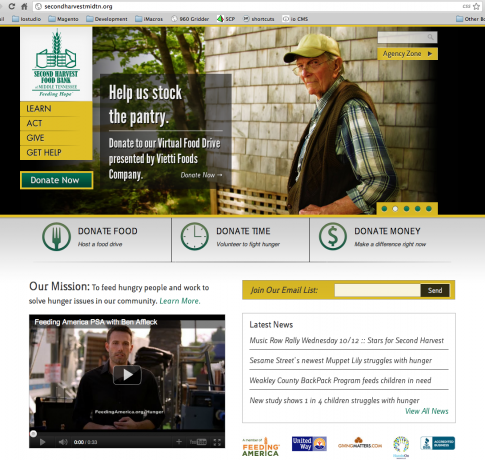 secondharvestmidtn.org
lostudio
Magento
Development
iMacros
960 Gridder
SCP
shortcuts
io CMS
Other Bo
SECOND HARVEST
FOOD BANK
of MIDDLE TENNESSEE
Feeding Hope
Agency Zone
LEARN
ACT
GIVE
GET HELP
Donate Now
Help us stock
the pantry.
Donate to our Virtual Food Drive
presented by Vietti Foods
Company.
Donate Now →
DONATE FOOD
Host a food drive
DONATE TIME
Volunteer to fight hunger
$
DONATE MONEY
Make a difference right now
Our Mission: To feed hungry people and work to
solve hunger issues in our community. Learn More.
Join Our Email List:
Send
Feeding America PSA with Ben Affleck
FeedingAmerica.org/Hunger
0:00 / 0:33
Latest News
Music Row Rally Wednesday 10/12 :: Stars for Second Harvest
Sesame Street's newest Muppet Lily struggles with hunger
Weakley County BackPack Program feeds children in need
New study shows 1 in 4 children struggles with hunger
View All News
A member of
FEEDING
AMERICA
United
Way
GIVINGMATTERS.COM
BBB
ACCREDITED
BUSINESS